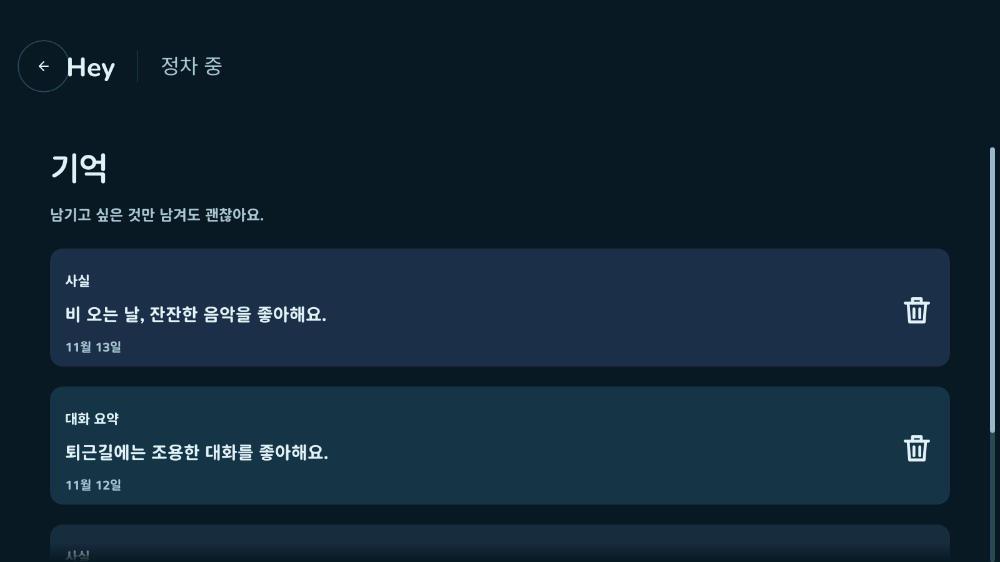 Hey
정차 중
기억
남기고 싶은 것만 남겨도 괜찮아요.
사실
비 오는 날, 잔잔한 음악을 좋아해요.
11월 13일
대화 요약
퇴근길에는 조용한 대화를 좋아해요.
11월 12일
사실